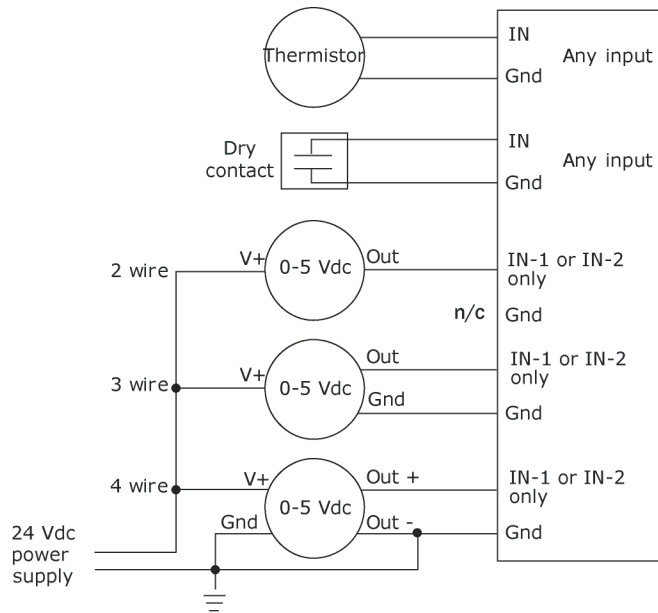 Thermistor
IN
Gnd
Any input
Dry
contact
IN
Gnd
Any input
2 wire
V+
0-5 Vdc
Out
IN-1 or IN-2
only
n/c
Gnd
3 wire
V+
0-5 Vdc
Out
Gnd
IN-1 or IN-2
only
Gnd
4 wire
V+
Gnd
0-5 Vdc
Out +
Out -
IN-1 or IN-2
only
Gnd
24 Vdc
power
supply